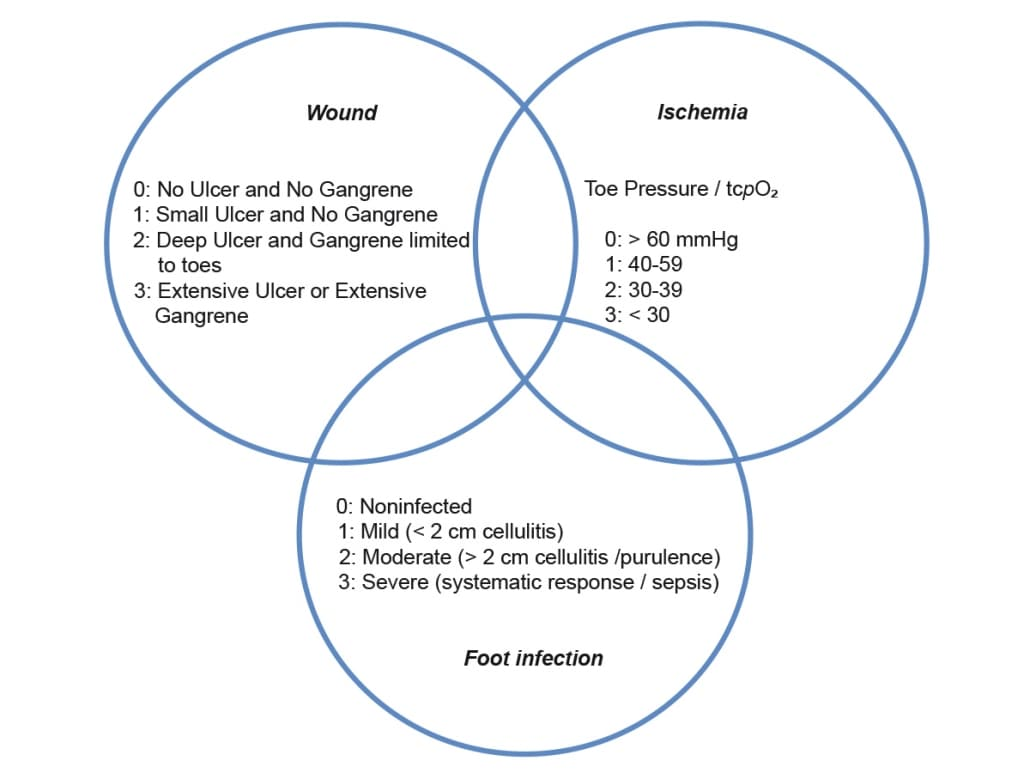 Wound
0: No Ulcer and No Gangrene
1: Small Ulcer and No Gangrene
2: Deep Ulcer and Gangrene limited
to toes
3: Extensive Ulcer or Extensive
Gangrene
Ischemia
Toe Pressure / tcpO₂
0: > 60 mmHg
1: 40-59
2: 30-39
3: < 30
0: Noninfected
1: Mild (< 2 cm cellulitis)
2: Moderate (> 2 cm cellulitis /purulence)
3: Severe (systematic response / sepsis)
Foot infection